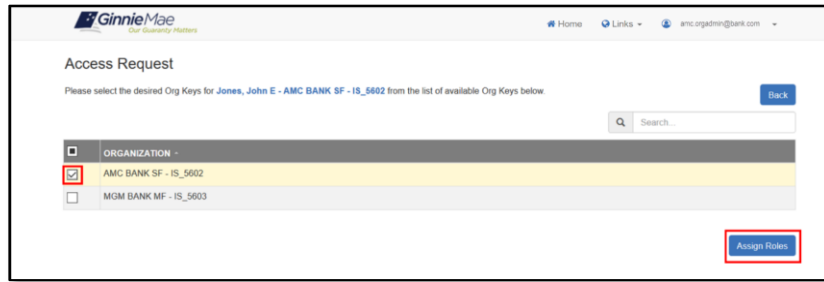 GinnieMae
Our Guaranty Matters
Home Links amc.orgadmin@bank.com
Access Request
Please select the desired Org Keys for Jones, John E - AMC BANK SF - IS_5602 from the list of available Org Keys below.
Back
Search...
ORGANIZATION -
AMC BANK SF - IS_5602
MGM BANK MF - IS_5603
Assign Roles